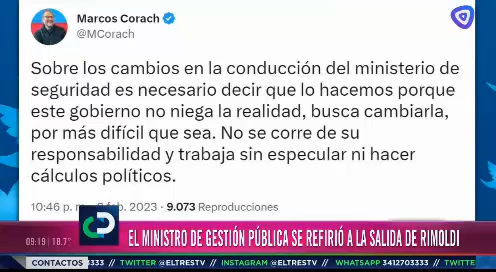 Marcos Corach
@MCorach
Sobre los cambios en la conducción del ministerio de
seguridad es necesario decir que lo hacemos porque
este gobierno no niega la realidad, busca cambiarla,
por más difícil que sea. No se corre de su
responsabilidad y trabaja sin especular ni hacer
cálculos políticos.
10:46 p. feb. 2023 · 9.073 Reproducciones
09:19 | 18.7°
EL MINISTRO DE GESTIÓN PÚBLICA SE REFIRIÓ A LA SALIDA DE RIMOLDI
CONTACTOS 3333 // TWITTER @ELTRESTV // INSTAGRAM @ELTRESTV // WHATSAPP 3412703333 // TWITTER